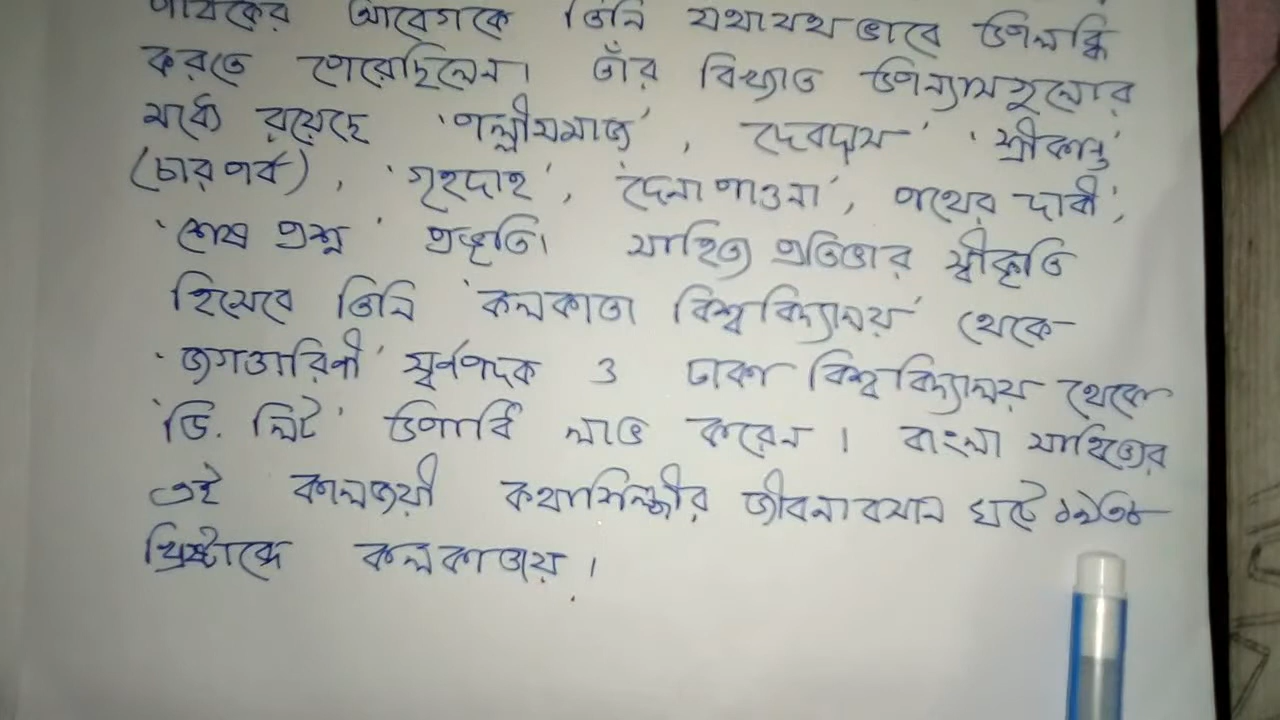 পাঠকের আবেগকে তিনি যথাযথ ভাবে উপলব্ধি
করতে পেরেছিলেন। তাঁর বিখ্যাত উপন্যাসগুলোর
মধ্যে রয়েছে 'পল্লীসমাজ', দেবদাস' 'শ্রীকান্ত'
(চার পর্ব), 'গৃহদাহ', 'দেনা পাওনা', পথের দাবী',
'শেষ প্রশ্ন' প্রভৃতি। সাহিত্য প্রতিভার স্বীকৃতি
হিসেবে তিনি 'কলকাতা বিশ্ববিদ্যালয়' থেকে
'জগত্তারিণী' স্বর্ণপদক ও ঢাকা বিশ্ববিদ্যালয় থেকে
'ডি. লিট' উপাধি লাভ করেন। বাংলা সাহিত্যের
এই কালজয়ী কথাশিল্পীর জীবনাবসান ঘটে ১৯৩৮
খ্রিষ্টাব্দে কলকাতায়।